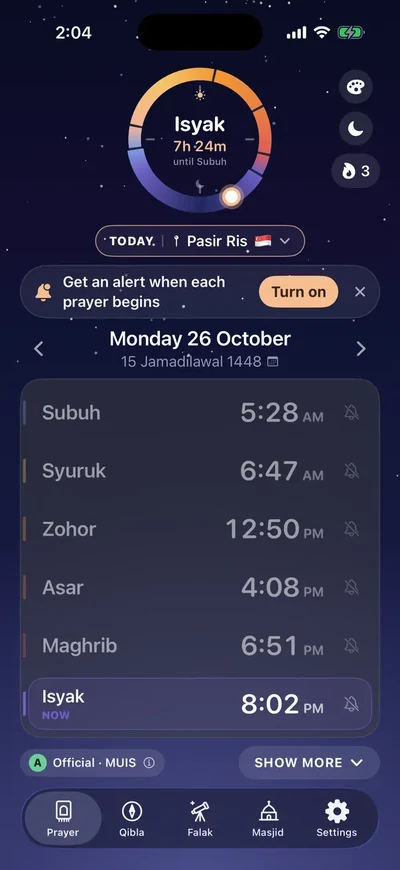 2:04
Isyak
7h 24m
until Subuh
3
TODAY. Pasir Ris
Get an alert when each
prayer begins
Turn on
Monday 26 October
15 Jamadilawal 1448
Subuh 5:28 AM
Syuruk 6:47 AM
Zohor 12:50 PM
Asar 4:08 PM
Maghrib 6:51 PM
Isyak 8:02 PM
NOW
A Official · MUIS
SHOW MORE
Prayer Qibla Falak Masjid Settings